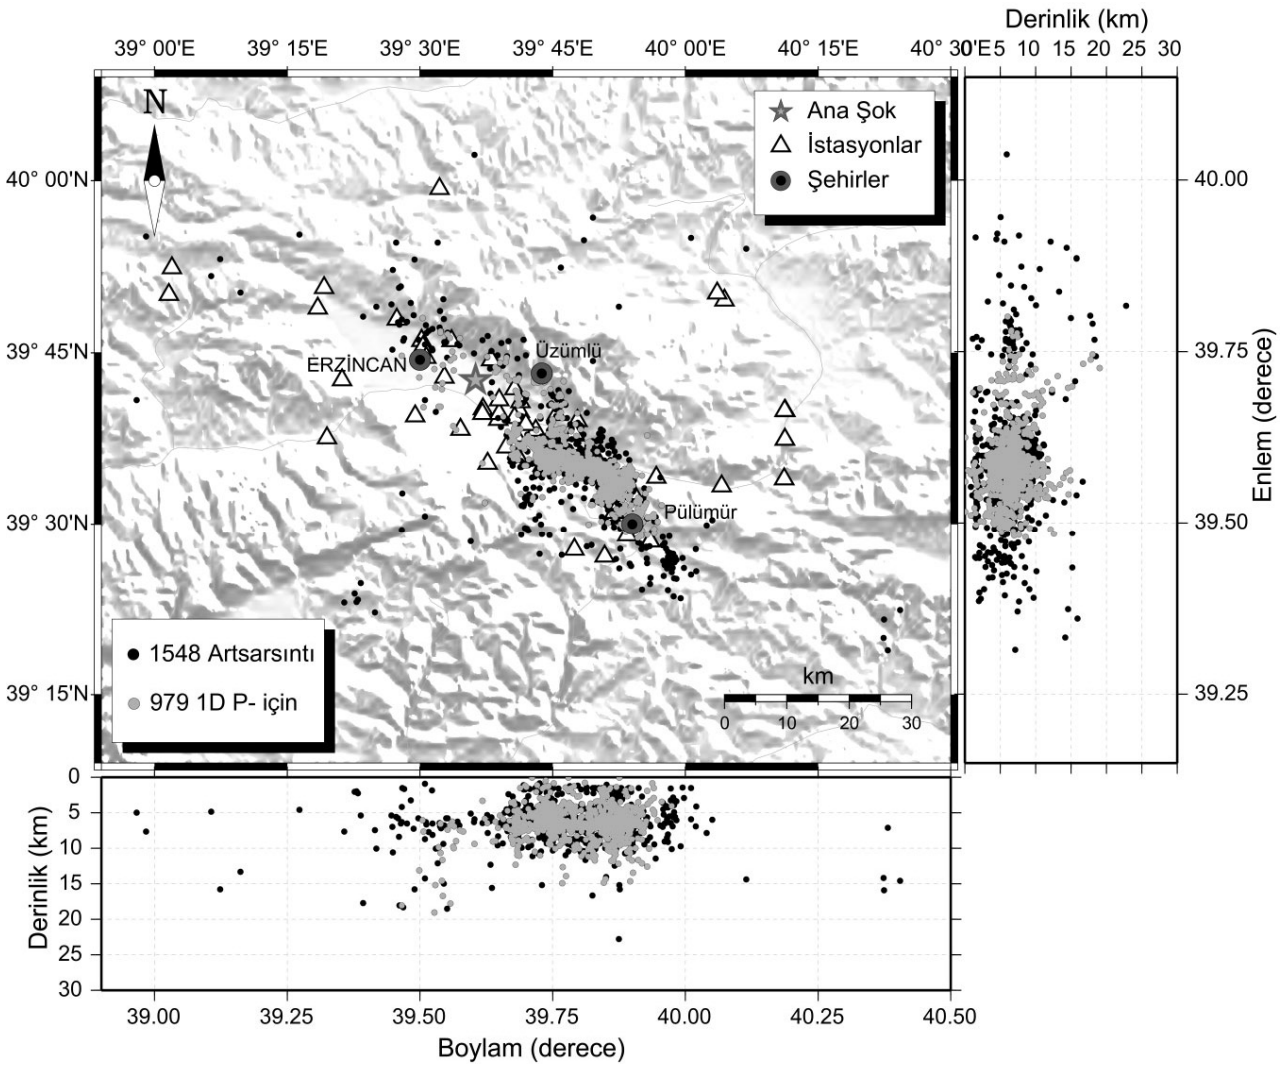 Derinlik (km)
39° 00'E 39° 15'E 39° 30'E 39° 45'E 40° 00'E 40° 15'E 40° 30'E 5 10 15 20 25 30
N
Ana Şok
İstasyonlar
Şehirler
40° 00'N
40.00
39° 45'N
39.75
ERZİNCAN
Üzümlü
Enlem (derece)
39° 30'N
39.50
Pülümür
39° 15'N
39.25
1548 Artsarsıntı
979 1D P- için
km
0 10 20 30
Derinlik (km)
0
5
10
15
20
25
30
39.00 39.25 39.50 39.75 40.00 40.25 40.50
Boylam (derece)